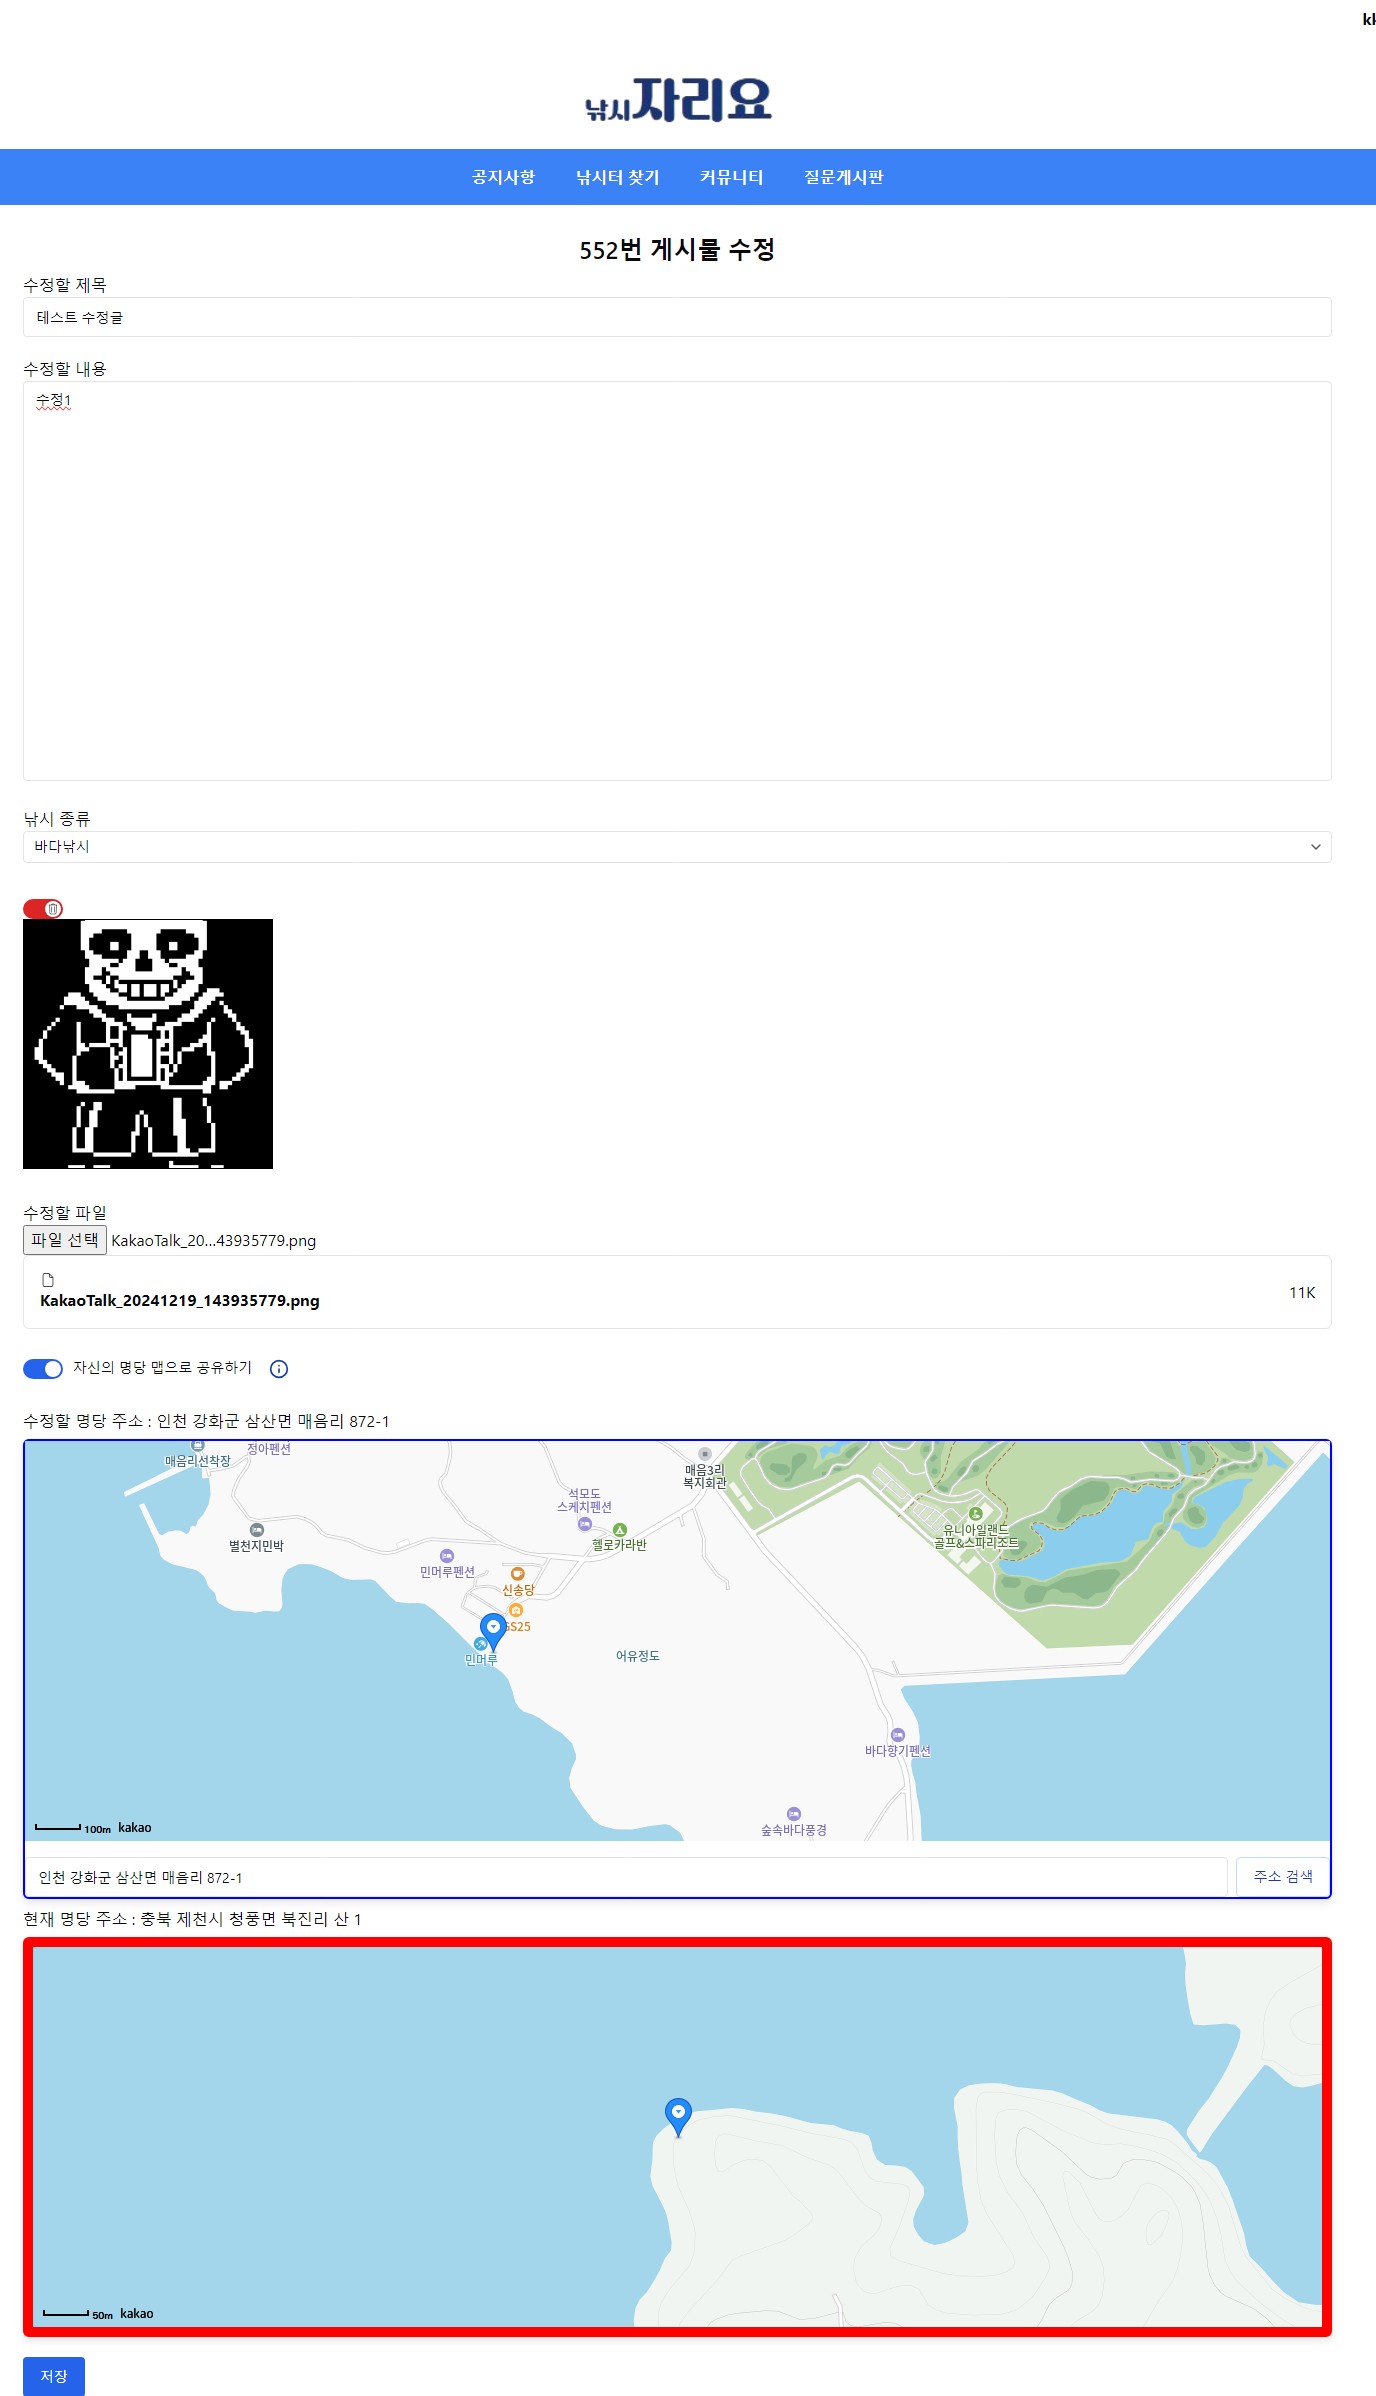 kk
낚시자리요
공지사항 낚시터 찾기 커뮤니티 질문게시판
552번 게시물 수정
수정할 제목
테스트 수정글
수정할 내용
수정1
낚시 종류
바다낚시
수정할 파일
파일 선택 KakaoTalk_20...43935779.png
KakaoTalk_20241219_143935779.png
11K
자신의 명당 맵으로 공유하기
수정할 명당 주소 : 인천 강화군 삼산면 매음리 872-1
매음리선착장
정아펜션
매음3리
복지회관
석모도
스케치펜션
헬로카라반
유니아일랜드
골프&스파리조트
별천지민박
민머루펜션
신송당
GS25
민머루
어유정도
바다향기펜션
숲속바다풍경
100m kakao
인천 강화군 삼산면 매음리 872-1
주소 검색
현재 명당 주소 : 충북 제천시 청풍면 북진리 산 1
50m kakao
저장